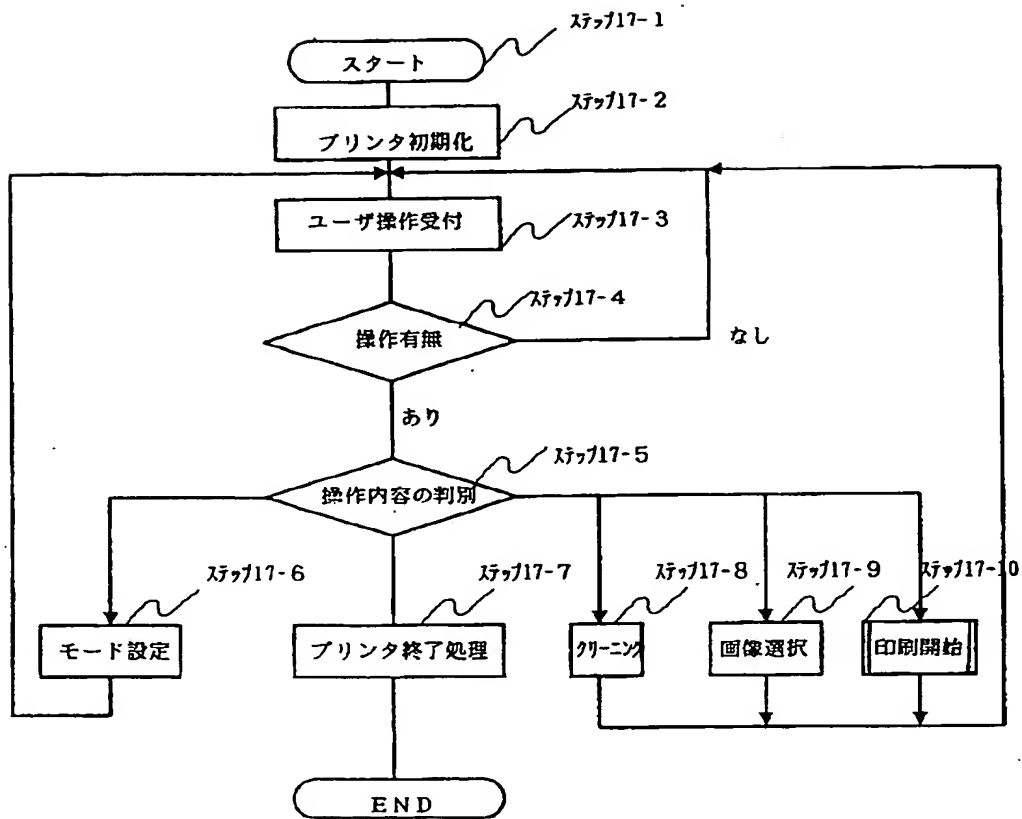 ステップ17-1
スタート
ステップ17-2
プリンタ初期化
ユーザ操作受付
ステップ17-3
ステップ17-4
操作有無
なし
あり
ステップ17-5
操作内容の判別
ステップ17-6
ステップ17-7
ステップ17-8
ステップ17-9
ステップ17-10
モード設定
プリンタ終了処理
クリーニング
画像選択
印刷開始
END